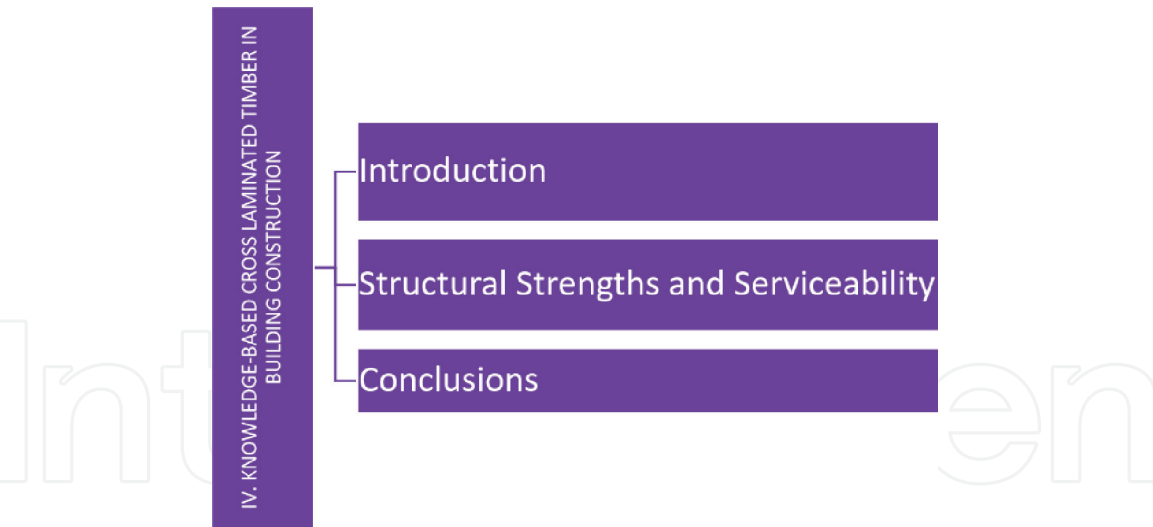 IV. KNOWLEDGE-BASED CROSS LAMINATED TIMBER IN
BUILDING CONSTRUCTION
Introduction
Structural Strengths and Serviceability
Conclusions